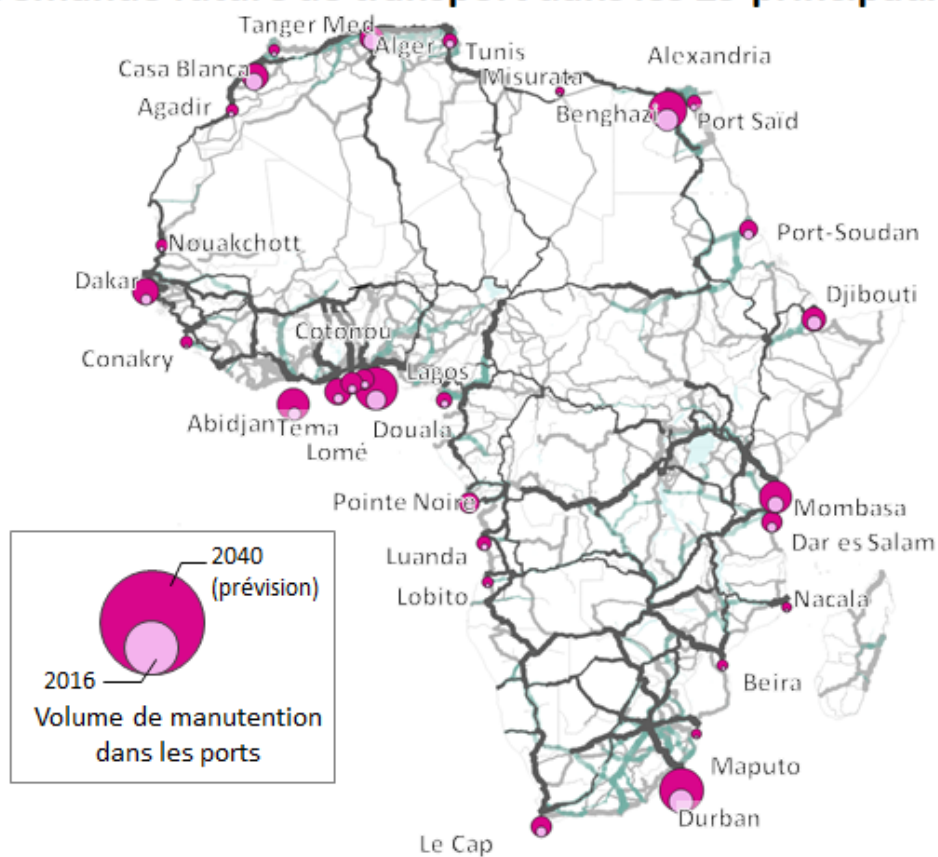 Tanger Med
Alger
Tunis
Alexandria
Casa Blanca
Misurata
Agadir
Benghazi
Port Saïd
Nouakchott
Port-Soudan
Dakar
Djibouti
Cotonou
Conakry
Lagos
Abidjan
Tema
Douala
Lomé
Pointe Noire
Mombasa
Luanda
Dar es Salam
Lobito
Nacala
Beira
Maputo
Durban
Le Cap
2040
(prévision)
2016
Volume de manutention
dans les ports